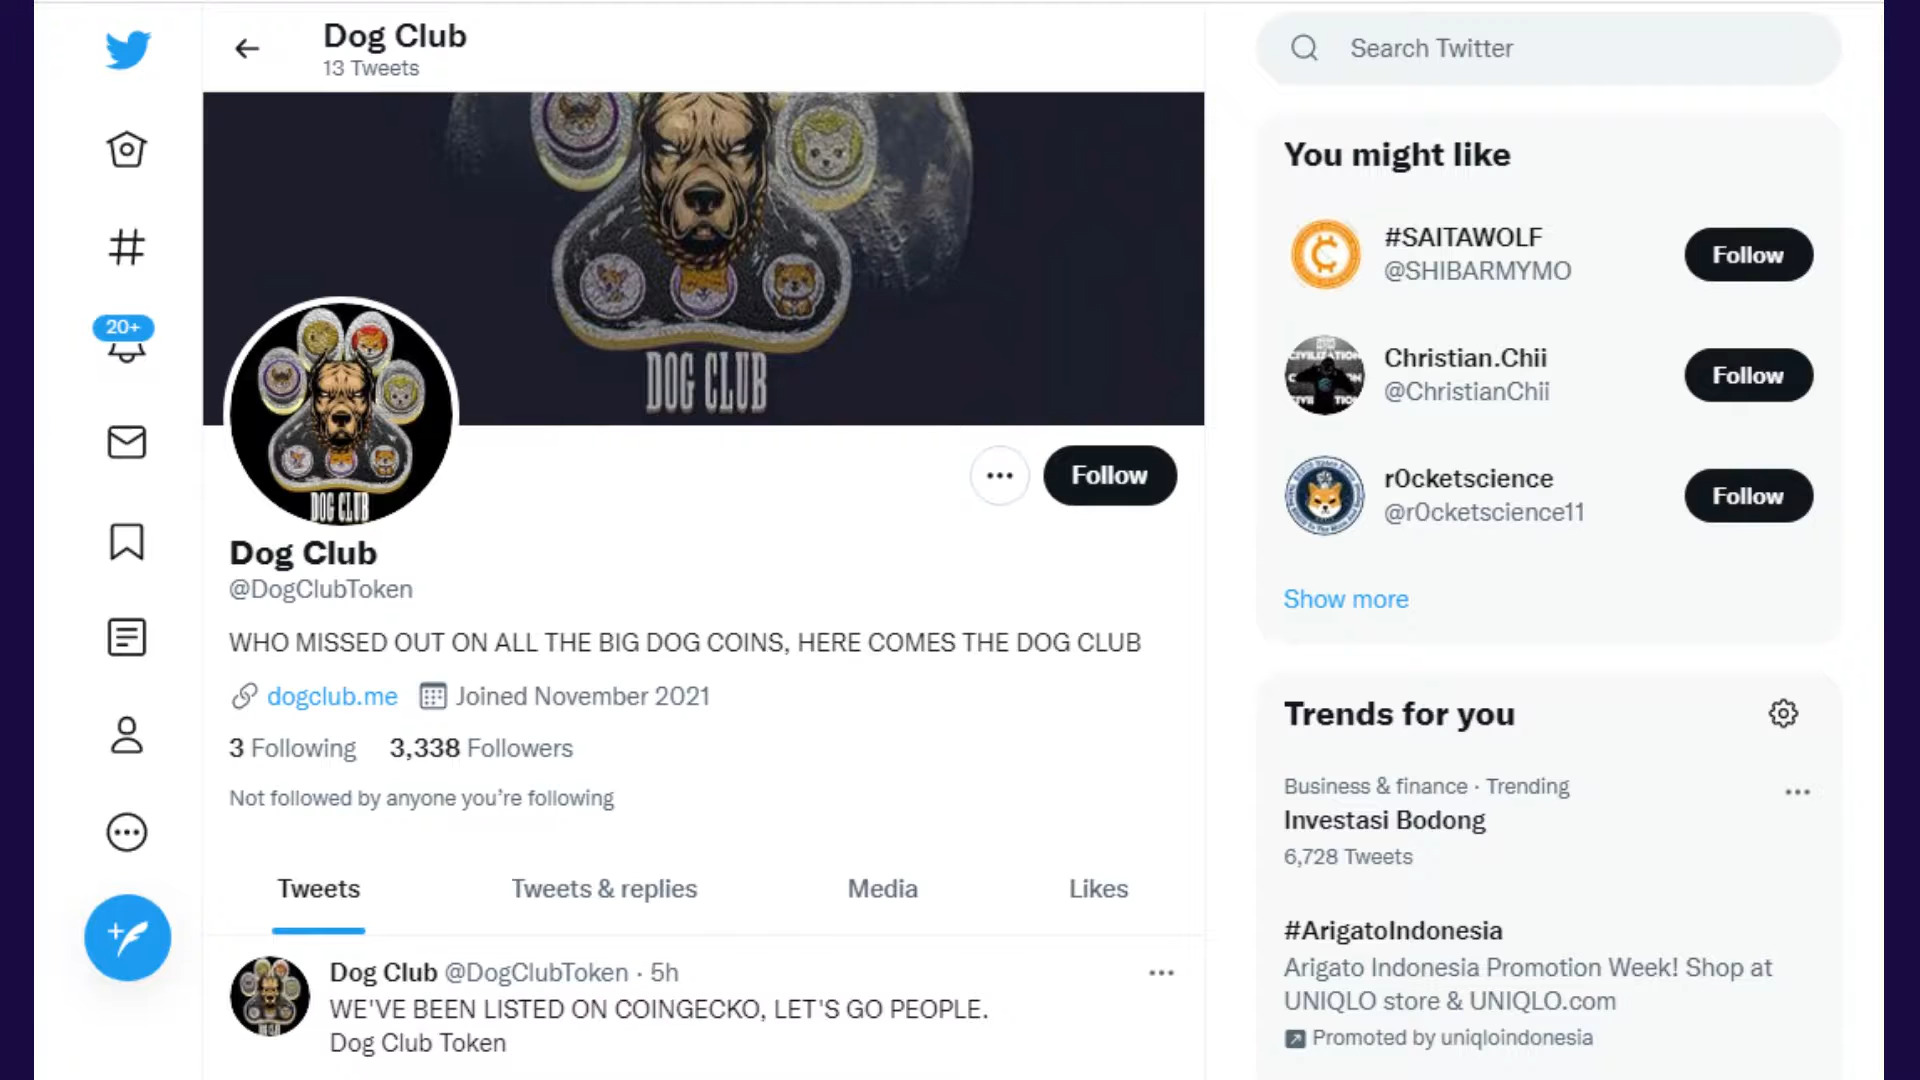 Dog Club
13 Tweets
Search Twitter
DOG CLUB
DOG CLUB
20+
Follow
Dog Club
@DogClubToken
WHO MISSED OUT ON ALL THE BIG DOG COINS, HERE COMES THE DOG CLUB
dogclub.me Joined November 2021
3 Following 3,338 Followers
Not followed by anyone you're following
Tweets Tweets & replies Media Likes
Dog Club @DogClubToken · 5h
WE'VE BEEN LISTED ON COINGECKO, LET'S GO PEOPLE.
Dog Club Token
You might like
#SAITAWOLF
@SHIBARMYMO
Follow
CIVILIZATION
Christian.Chii
@ChristianChii
Follow
r0cketscience
@r0cketscience11
Follow
Show more
Trends for you
Business & finance · Trending
Investasi Bodong
6,728 Tweets
#ArigatoIndonesia
Arigato Indonesia Promotion Week! Shop at
UNIQLO store & UNIQLO.com
Promoted by uniqloindonesia